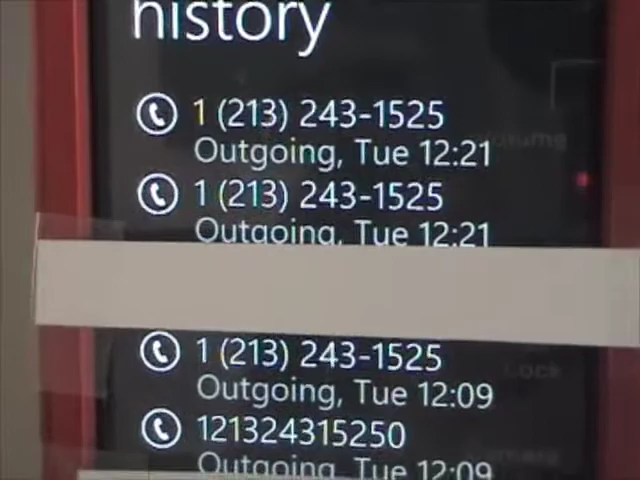 history
1 (213) 243-1525
Outgoing, Tue 12:21
1 (213) 243-1525
Outgoing, Tue 12:21
1 (213) 243-1525
Outgoing, Tue 12:09
121324315250
Outgoing, Tue 12:09